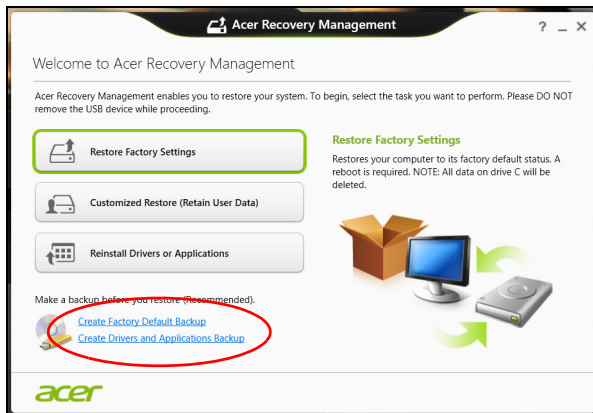 Acer Recovery Management
? _ ×
Welcome to Acer Recovery Management
Acer Recovery Management enables you to restore your system. To begin, select the task you want to perform. Please DO NOT
remove the USB device while proceeding.
Restore Factory Settings
Customized Restore (Retain User Data)
Reinstall Drivers or Applications
Restore Factory Settings
Restores your computer to its factory default status. A
reboot is required. NOTE: All data on drive C will be
deleted.
Make a backup before you restore (Recommended).
Create Factory Default Backup
Create Drivers and Applications Backup
acer